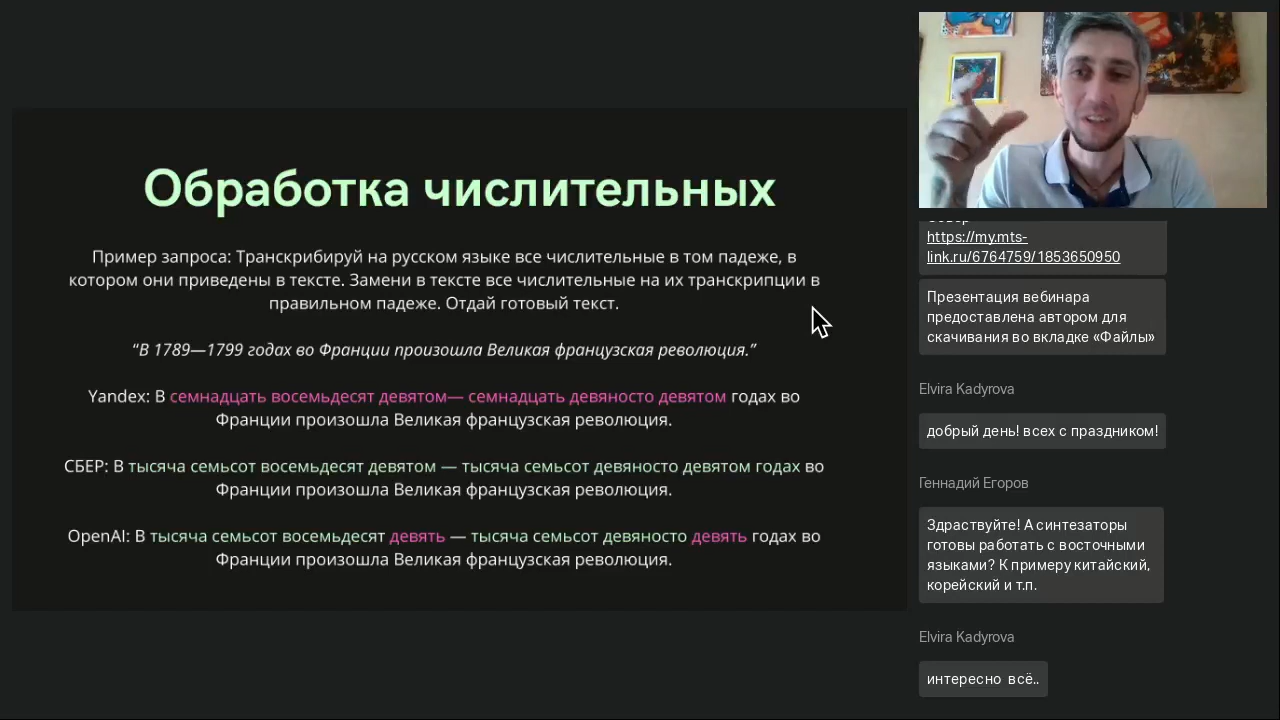 Обработка числительных
Пример запроса: Транскрибируй на русском языке все числительные в том падеже, в
котором они приведены в тексте. Замени в тексте все числительные на их транскрипции в
правильном падеже. Отдай готовый текст.
“В 1789—1799 годах во Франции произошла Великая французская революция.”
Yandex: В семнадцать восемьдесят девятом— семнадцать девяносто девятом годах во
Франции произошла Великая французская революция.
СБЕР: В тысяча семьсот восемьдесят девятом — тысяча семьсот девяносто девятом годах во
Франции произошла Великая французская революция.
OpenAI: В тысяча семьсот восемьдесят девять — тысяча семьсот девяносто девять годах во
Франции произошла Великая французская революция.
https://my.mts-
link.ru/6764759/1853650950
Презентация вебинара
предоставлена автором для
скачивания во вкладке «Файлы»
Elvira Kadyrova
добрый день! всех с праздником!
Геннадий Егоров
Здраствуйте! А синтезаторы
готовы работать с восточными
языками? К примеру китайский,
корейский и т.п.
Elvira Kadyrova
интересно всё..